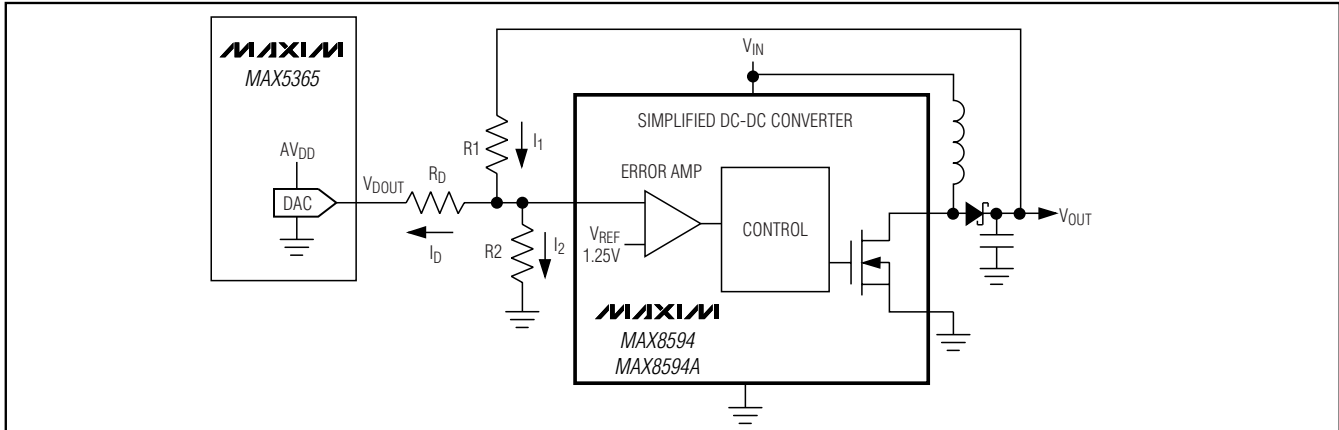 MAXIM
MAX5365
AVDD
DAC
VDOUT
RD
ID
R1
I1
R2
I2
VIN
SIMPLIFIED DC-DC CONVERTER
ERROR AMP
VREF
1.25V
CONTROL
MAXIM
MAX8594
MAX8594A
VOUT